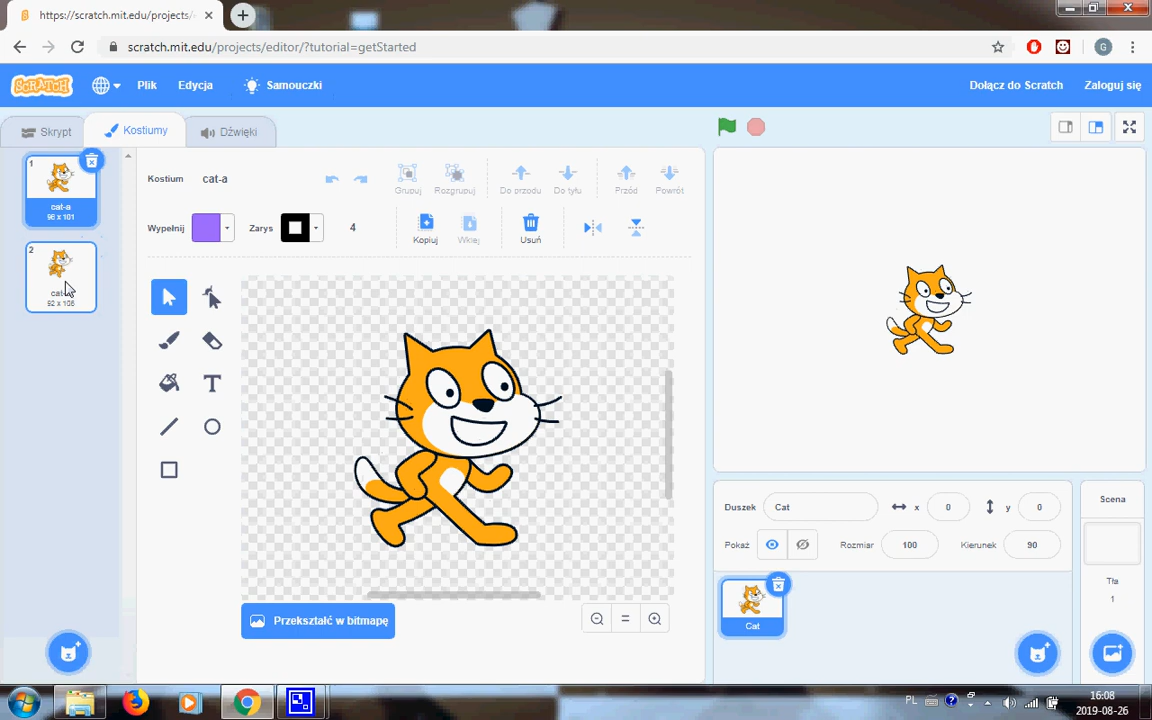 https://scratch.mit.edu/projects/
scratch.mit.edu/projects/editor/?tutorial=getStarted
G
SCRATCH
Plik
Edycja
Samouczki
Dołącz do Scratch
Zaloguj się
Skrypt
Kostiumy
Dźwięki
1
cat-a
96 x 101
2
92 x 106
Kostium
cat-a
Grupuj
Rozgrupuj
Do przodu
Do tyłu
Przód
Powrót
Wypełnij
Zarys
4
Kopiuj
Wklej
Usuń
T
Przekształć w bitmapę
Duszek
Cat
x
0
y
0
Pokaż
Rozmiar
100
Kierunek
90
Cat
Scena
Tła
1
PL
16:08
2019-08-26